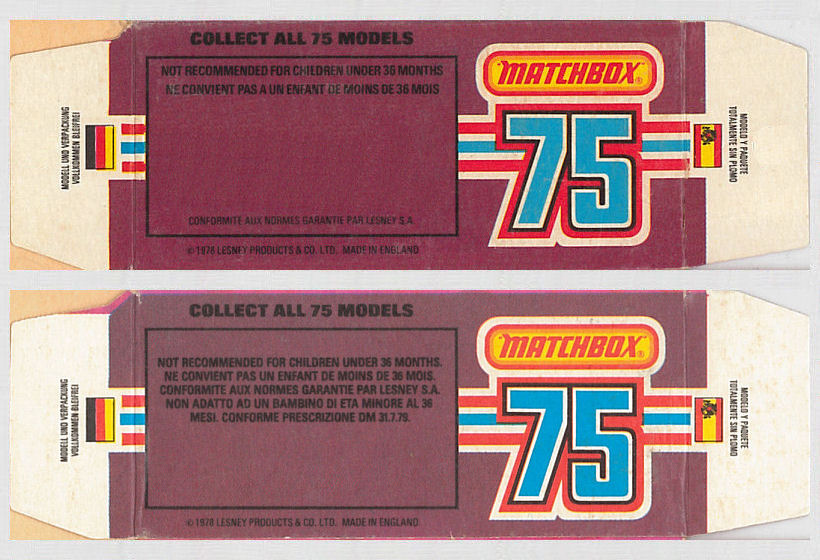 COLLECT ALL 75 MODELS
NOT RECOMMENDED FOR CHILDREN UNDER 36 MONTHS
NE CONVIENT PAS A UN ENFANT DE MOINS DE 36 MOIS
CONFORMITE AUX NORMES GARANTIE PAR LESNEY S.A.
© 1978 LESNEY PRODUCTS & CO. LTD. MADE IN ENGLAND
MODELL UND VERPACKUNG
VOLLKOMMEN BLEIFREI
"MATCHBOX"®
75
MODELO Y PAQUETE
TOTALMENTE SIN PLOMO
COLLECT ALL 75 MODELS
NOT RECOMMENDED FOR CHILDREN UNDER 36 MONTHS.
NE CONVIENT PAS UN ENFANT DE MOINS DE 36 MOIS.
CONFORMITE AUX NORMES GARANTIE PAR LESNEY S.A.
NON ADATTO AD UN BAMBINO DI ETA MINORE AL 36
MESI. CONFORME PRESCRIZIONE DM 31.7.79.
© 1978 LESNEY PRODUCTS & CO. LTD. MADE IN ENGLAND
MODELL UND VERPACKUNG
VOLLKOMMEN BLEIFREI
"MATCHBOX"®
75
MODELO Y PAQUETE
TOTALMENTE SIN PLOMO